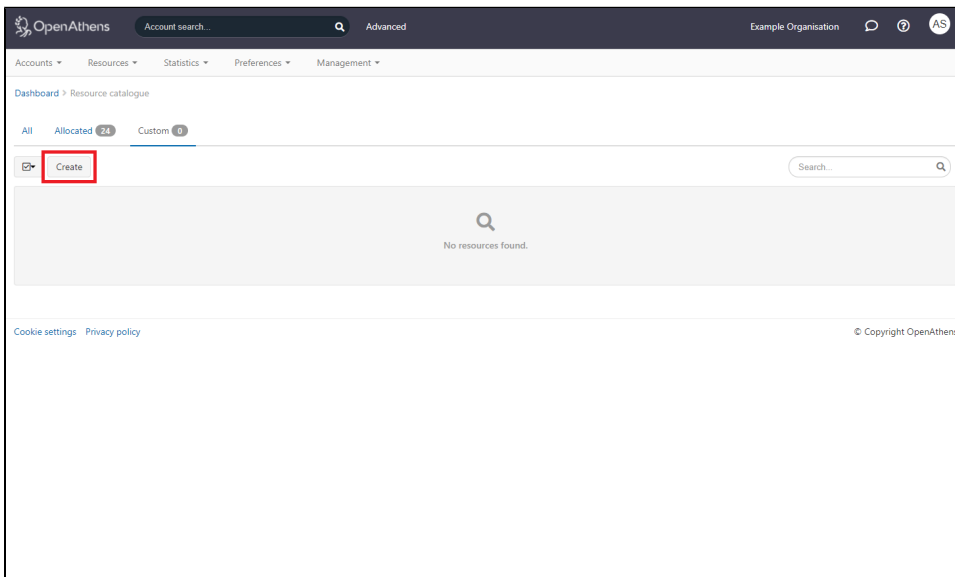 OpenAthens Account search... Advanced Example Organisation AS
Accounts Resources Statistics Preferences Management
Dashboard > Resource catalogue
All Allocated 24 Custom 0
Create Search...
No resources found.
Cookie settings Privacy policy © Copyright OpenAthens